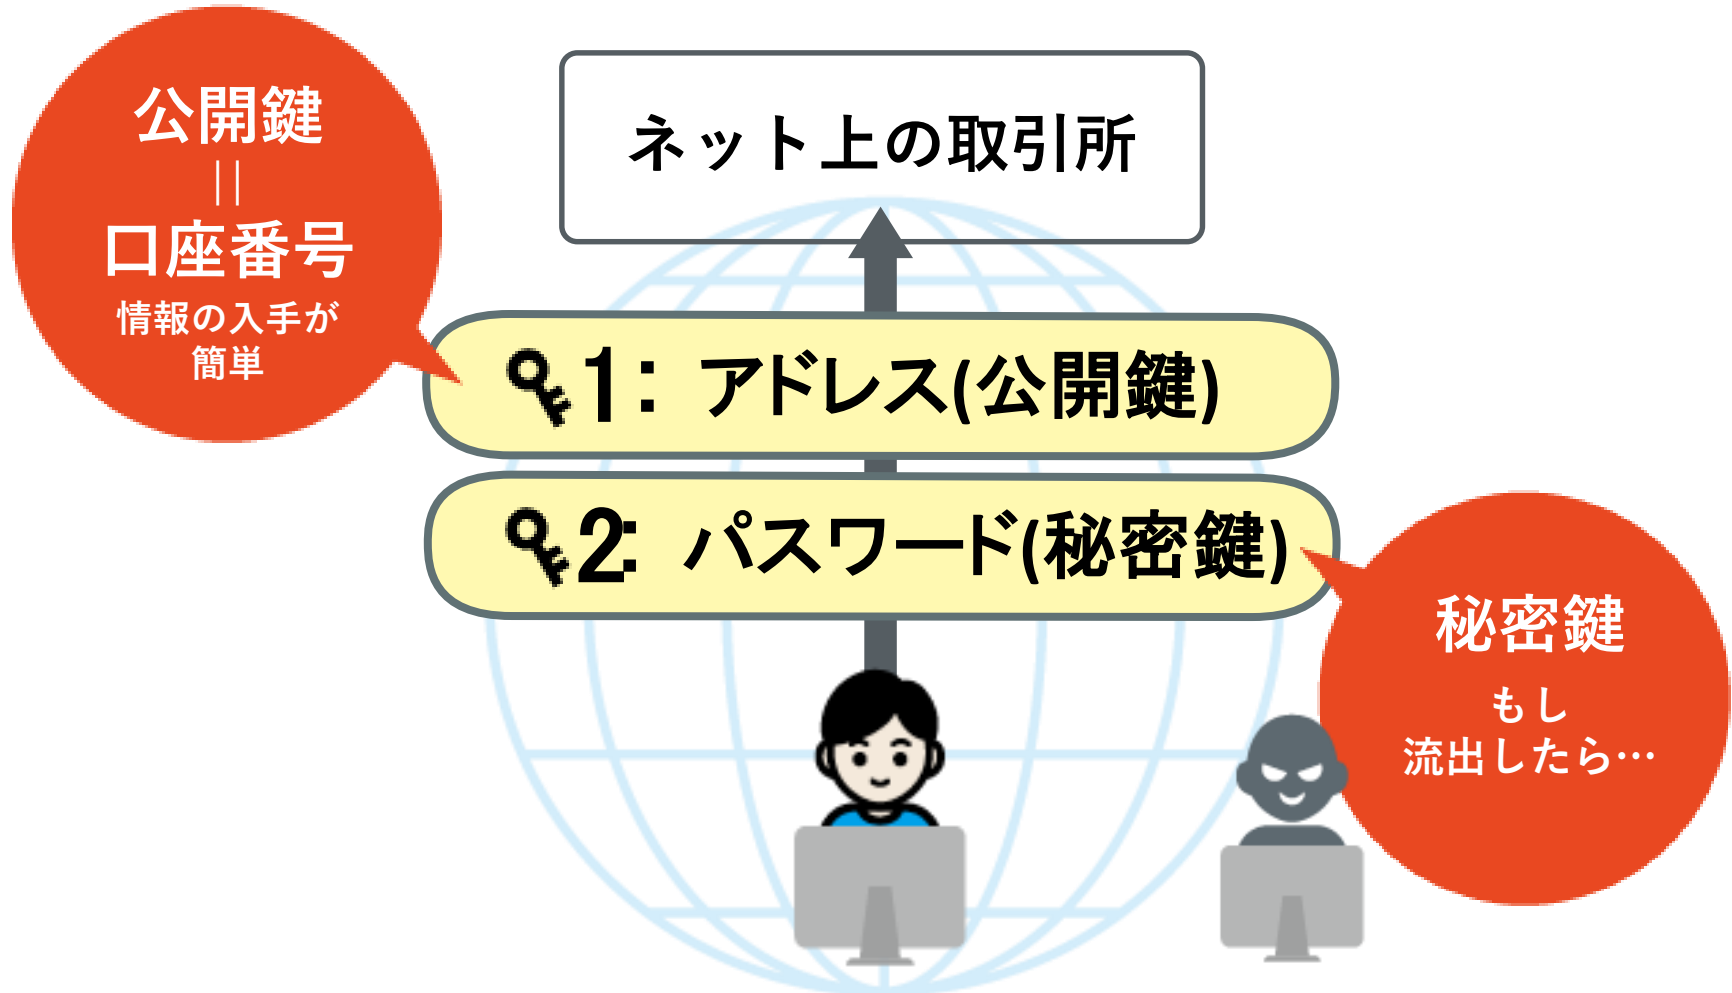 公開鍵
||
口座番号
情報の入手が
簡単
ネット上の取引所
1: アドレス(公開鍵)
2: パスワード(秘密鍵)
秘密鍵
もし
流出したら…